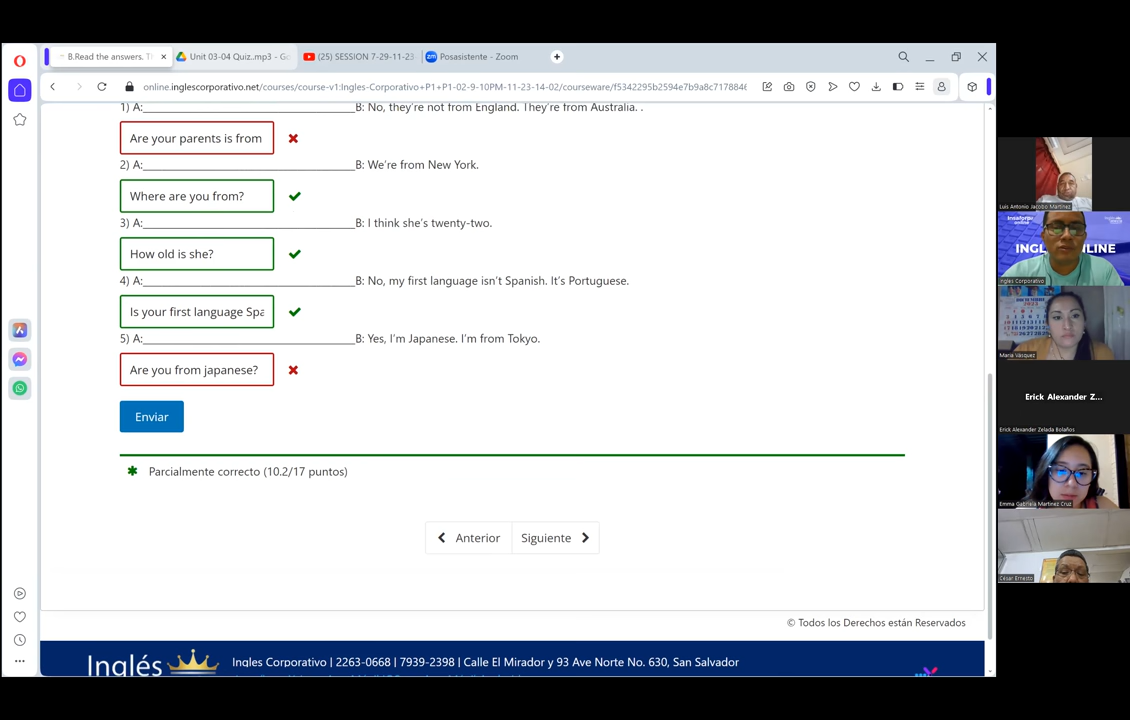 B.Read the answers, T
Unit 03-04 Quiz..mp3 - Go
(25) SESSION 7-29-11-23
Posasistente - Zoom
online.inglescorporativo.net/courses/course-v1:Ingles-Corporativo+P1+P1-02-9-10PM-11-23-14-02/courseware/f5342295b2594e7b9a8c7178846
1) A:____________________________________B: No, they're not from England. They're from Australia. .
Are your parents is from
2) A:____________________________________B: We're from New York.
Where are you from?
3) A:____________________________________B: I think she's twenty-two.
How old is she?
4) A:____________________________________B: No, my first language isn't Spanish. It's Portuguese.
Is your first language Spa
5) A:____________________________________B: Yes, I'm Japanese. I'm from Tokyo.
Are you from japanese?
Enviar
Parcialmente correcto (10.2/17 puntos)
Anterior
Siguiente
© Todos los Derechos están Reservados
Inglés
Ingles Corporativo | 2263-0668 | 7939-2398 | Calle El Mirador y 93 Ave Norte No. 630, San Salvador
Luis Antonio Jacobo Martinez
Ingles Corporativo
Maria Vásquez
Erick Alexander Z...
Erick Alexander Zelada Bolaños
Emma Gabriela Martinez Cruz
Cesar Ernesto